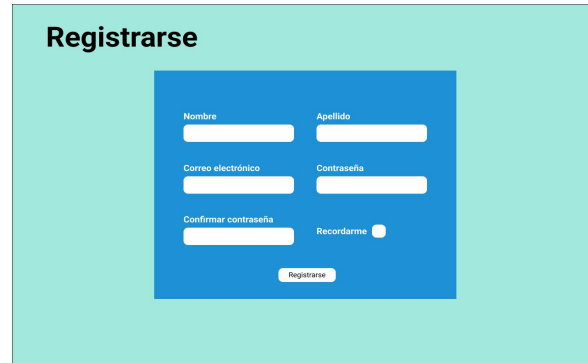 Registrarse
Nombre
Apellido
Correo electrónico
Contraseña
Confirmar contraseña
Recordarme
Registrarse